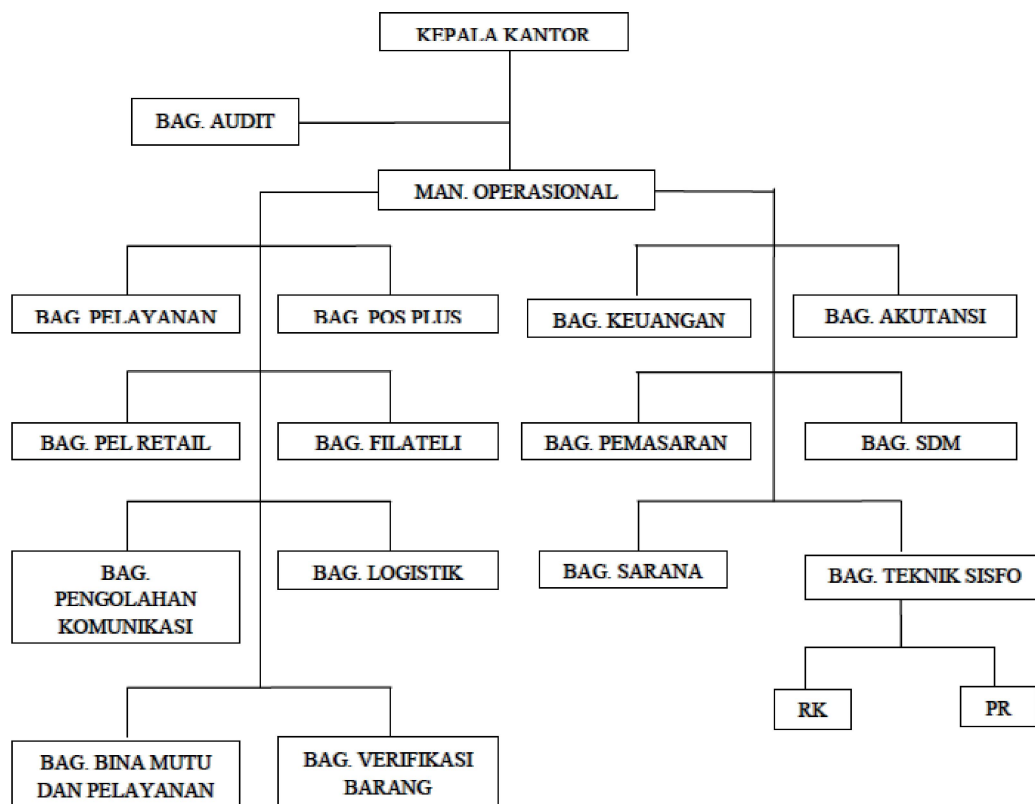 KEPALA KANTOR
BAG. AUDIT
MAN. OPERASIONAL
BAG. PELAYANAN
BAG. POS PLUS
BAG. KEUANGAN
BAG. AKUTANSI
BAG. PEL RETAIL
BAG. FILATELI
BAG. PEMASARAN
BAG. SDM
BAG.
PENGOLAHAN
KOMUNIKASI
BAG. LOGISTIK
BAG. SARANA
BAG. TEKNIK SISFO
RK
PR
BAG. BINA MUTU
DAN PELAYANAN
BAG. VERIFIKASI
BARANG